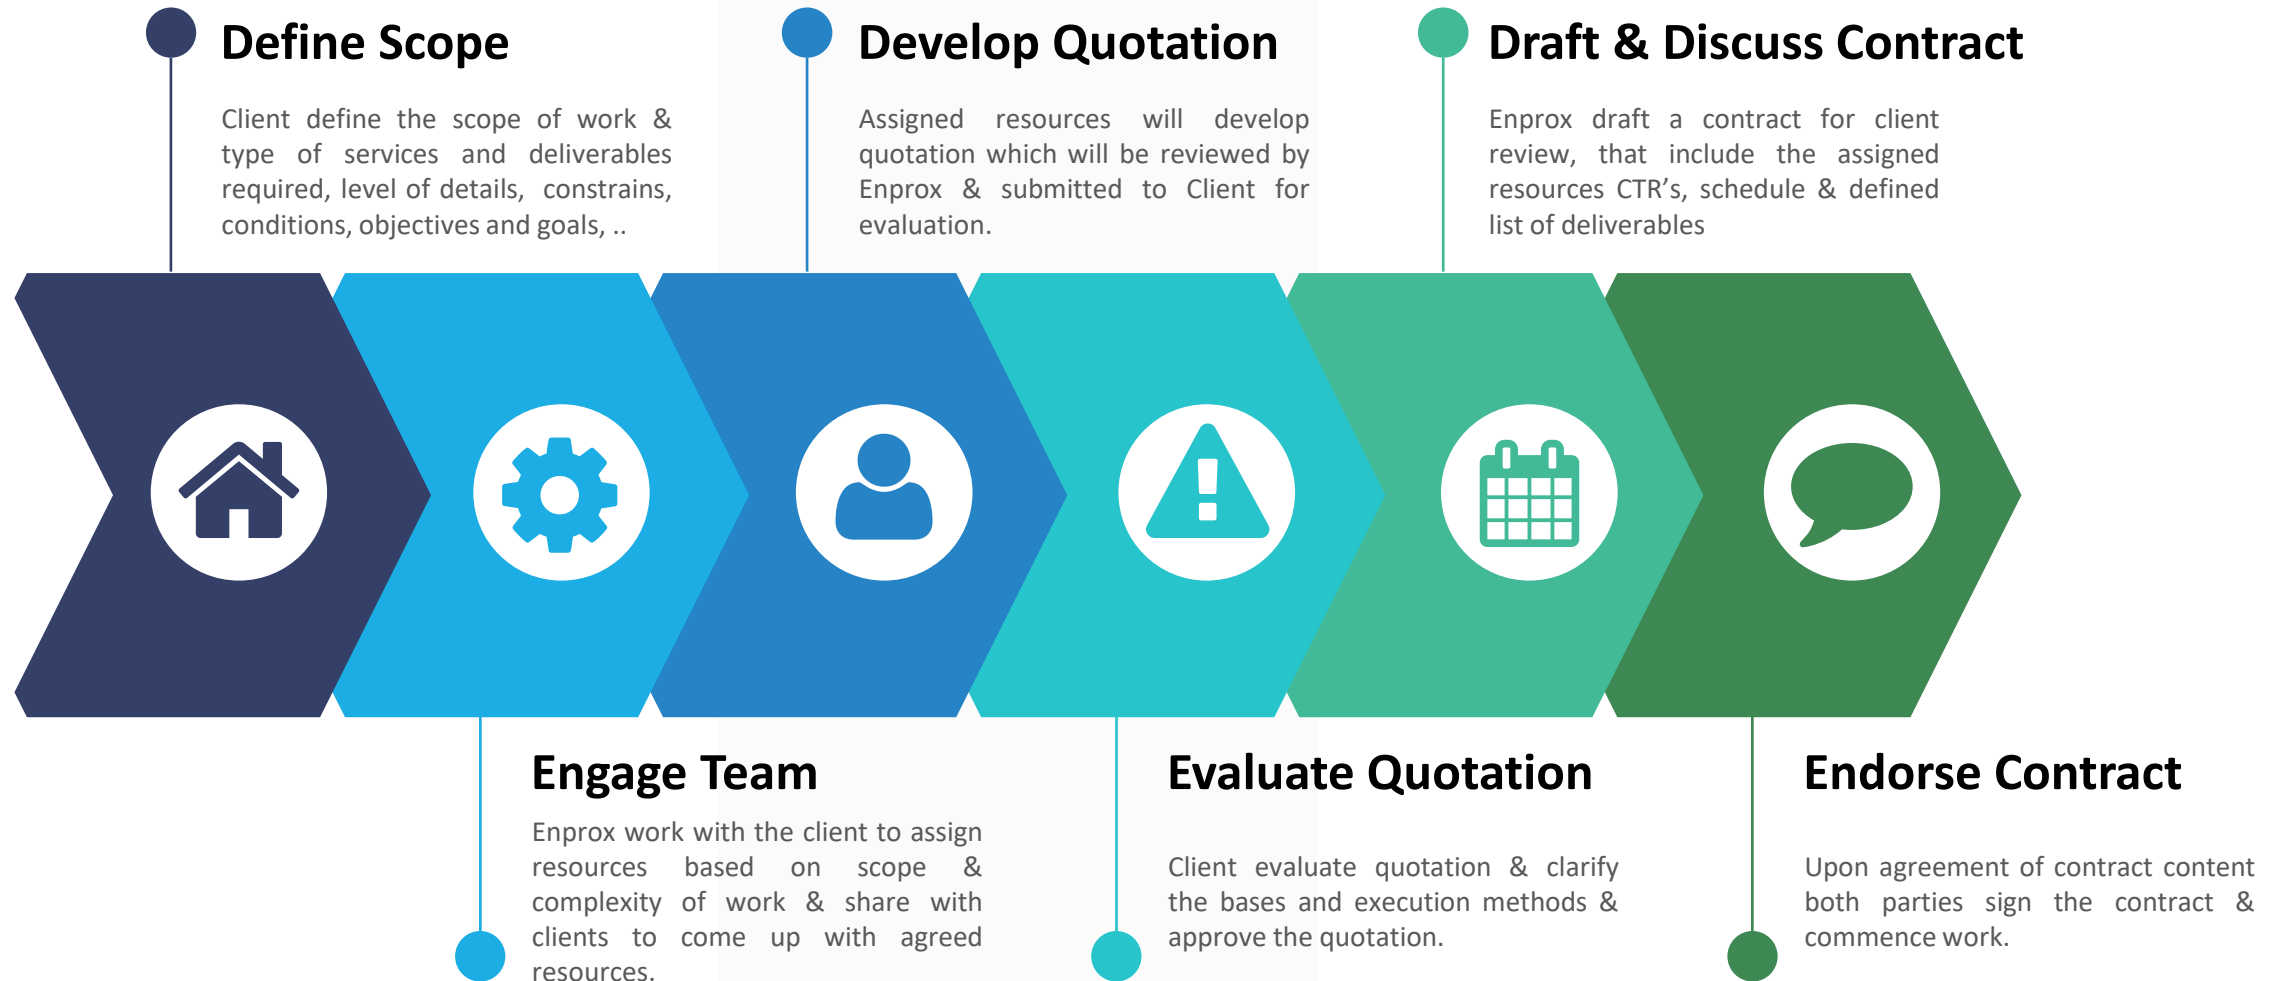 Define Scope
Client define the scope of work &
type of services and deliverables
required, level of details, constrains,
conditions, objectives and goals, ..
Develop Quotation
Assigned resources will develop
quotation which will be reviewed by
Enprox & submitted to Client for
evaluation.
Draft & Discuss Contract
Enprox draft a contract for client
review, that include the assigned
resources CTR’s, schedule & defined
list of deliverables
Engage Team
Enprox work with the client to assign
resources based on scope &
complexity of work & share with
clients to come up with agreed
resources.
Evaluate Quotation
Client evaluate quotation & clarify
the bases and execution methods &
approve the quotation.
Endorse Contract
Upon agreement of contract content
both parties sign the contract &
commence work.